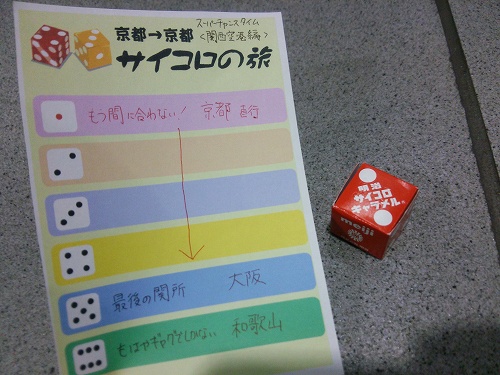 スーパーチャンスタイム
京都→京都 <関西空港編>
サイコロの旅
もう間に合わない! 京都 直行
最後の関所 大阪
もはやギャグでしかない 和歌山
明治
サイコロ
キャラメル
meiji